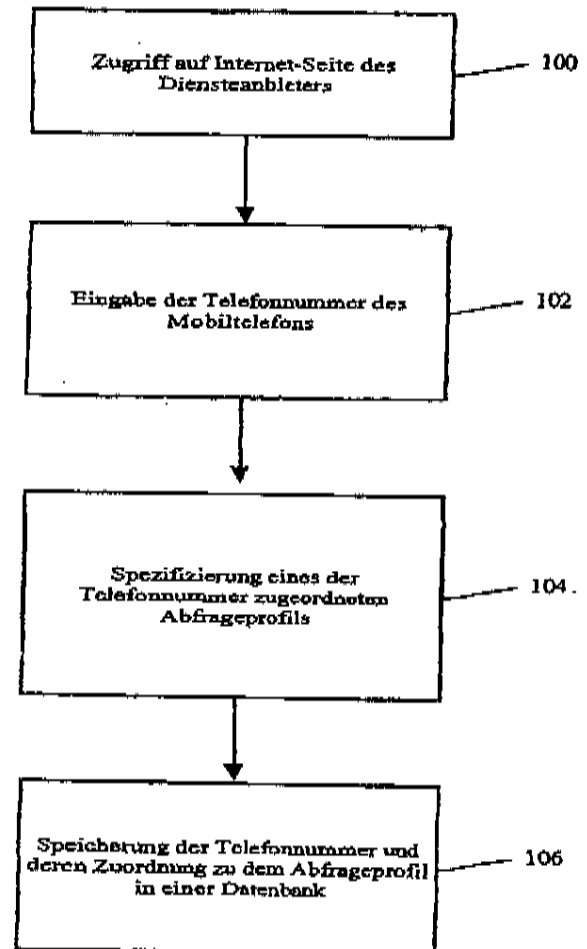 Zugriff auf Internet-Seite des
Diensteanbieters
100
Eingabe der Telefonnummer des
Mobiltelefons
102
Spezifizierung eines der
Telefonnummer zugeordneten
Abfrageprofils
104
Speicherung der Telefonnummer und
deren Zuordnung zu dem Abfrageprofil
in einer Datenbank
106